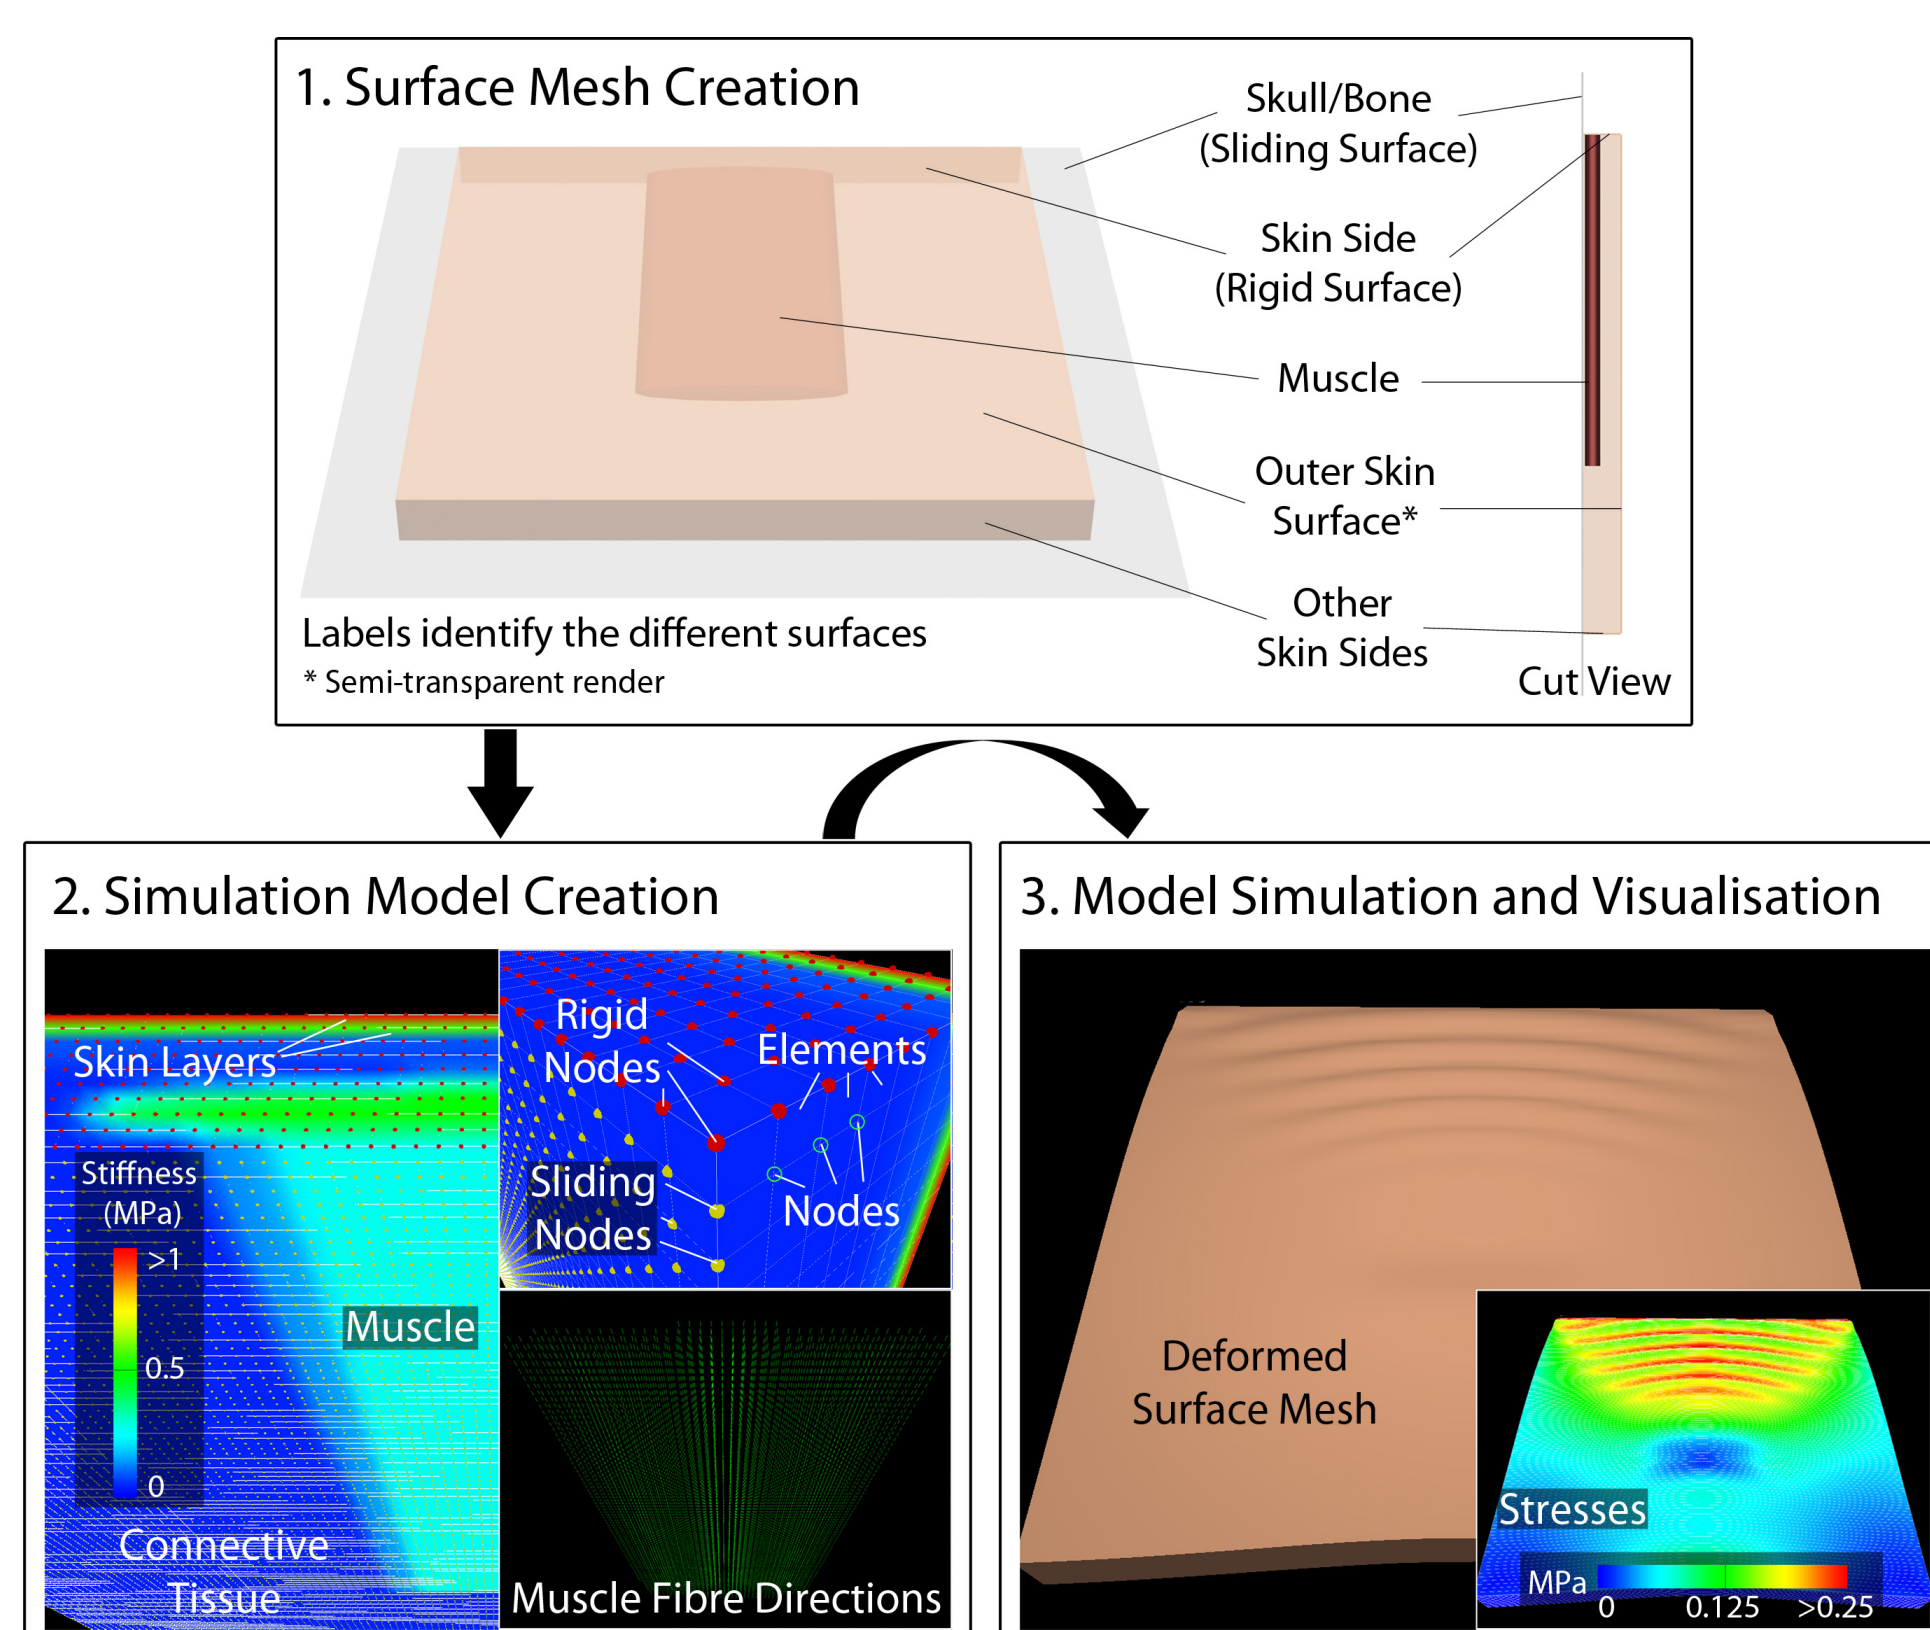 1. Surface Mesh Creation
Skull/Bone
(Sliding Surface)
Skin Side
(Rigid Surface)
Muscle
Outer Skin
Surface*
Other
Skin Sides
Cut View
Labels identify the different surfaces
* Semi-transparent render
2. Simulation Model Creation
Skin Layers
Stiffness
(MPa)
>1
0.5
0
Muscle
Connective
Tissue
Rigid
Nodes
Elements
Sliding
Nodes
Nodes
Muscle Fibre Directions
3. Model Simulation and Visualisation
Deformed
Surface Mesh
Stresses
MPa
0 0.125 >0.25